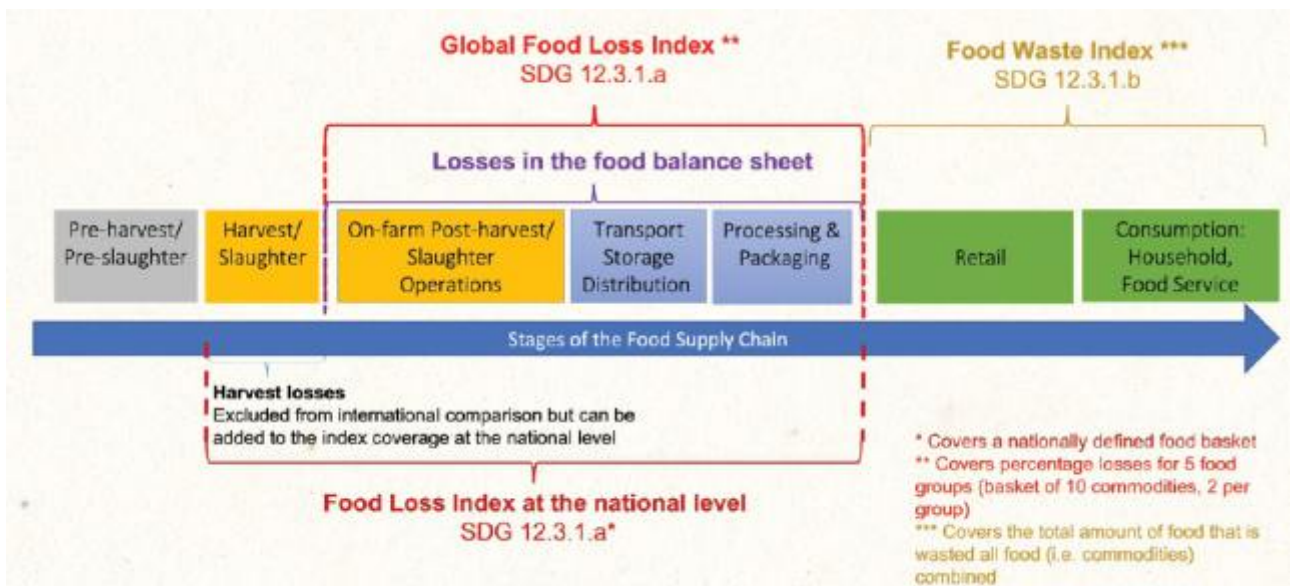 Global Food Loss Index **
SDG 12.3.1.a
Food Waste Index ***
SDG 12.3.1.b
Losses in the food balance sheet
Pre-harvest/
Pre-slaughter
Harvest/
Slaughter
On-farm Post-harvest/
Slaughter
Operations
Transport
Storage
Distribution
Processing &
Packaging
Retail
Consumption:
Household,
Food Service
Stages of the Food Supply Chain
Harvest losses
Excluded from international comparison but can be
added to the index coverage at the national level
Food Loss Index at the national level
SDG 12.3.1.a*
* Covers a nationally defined food basket
** Covers percentage losses for 5 food
groups (basket of 10 commodities, 2 per
group)
*** Covers the total amount of food that is
wasted all food (i.e. commodities)
combined